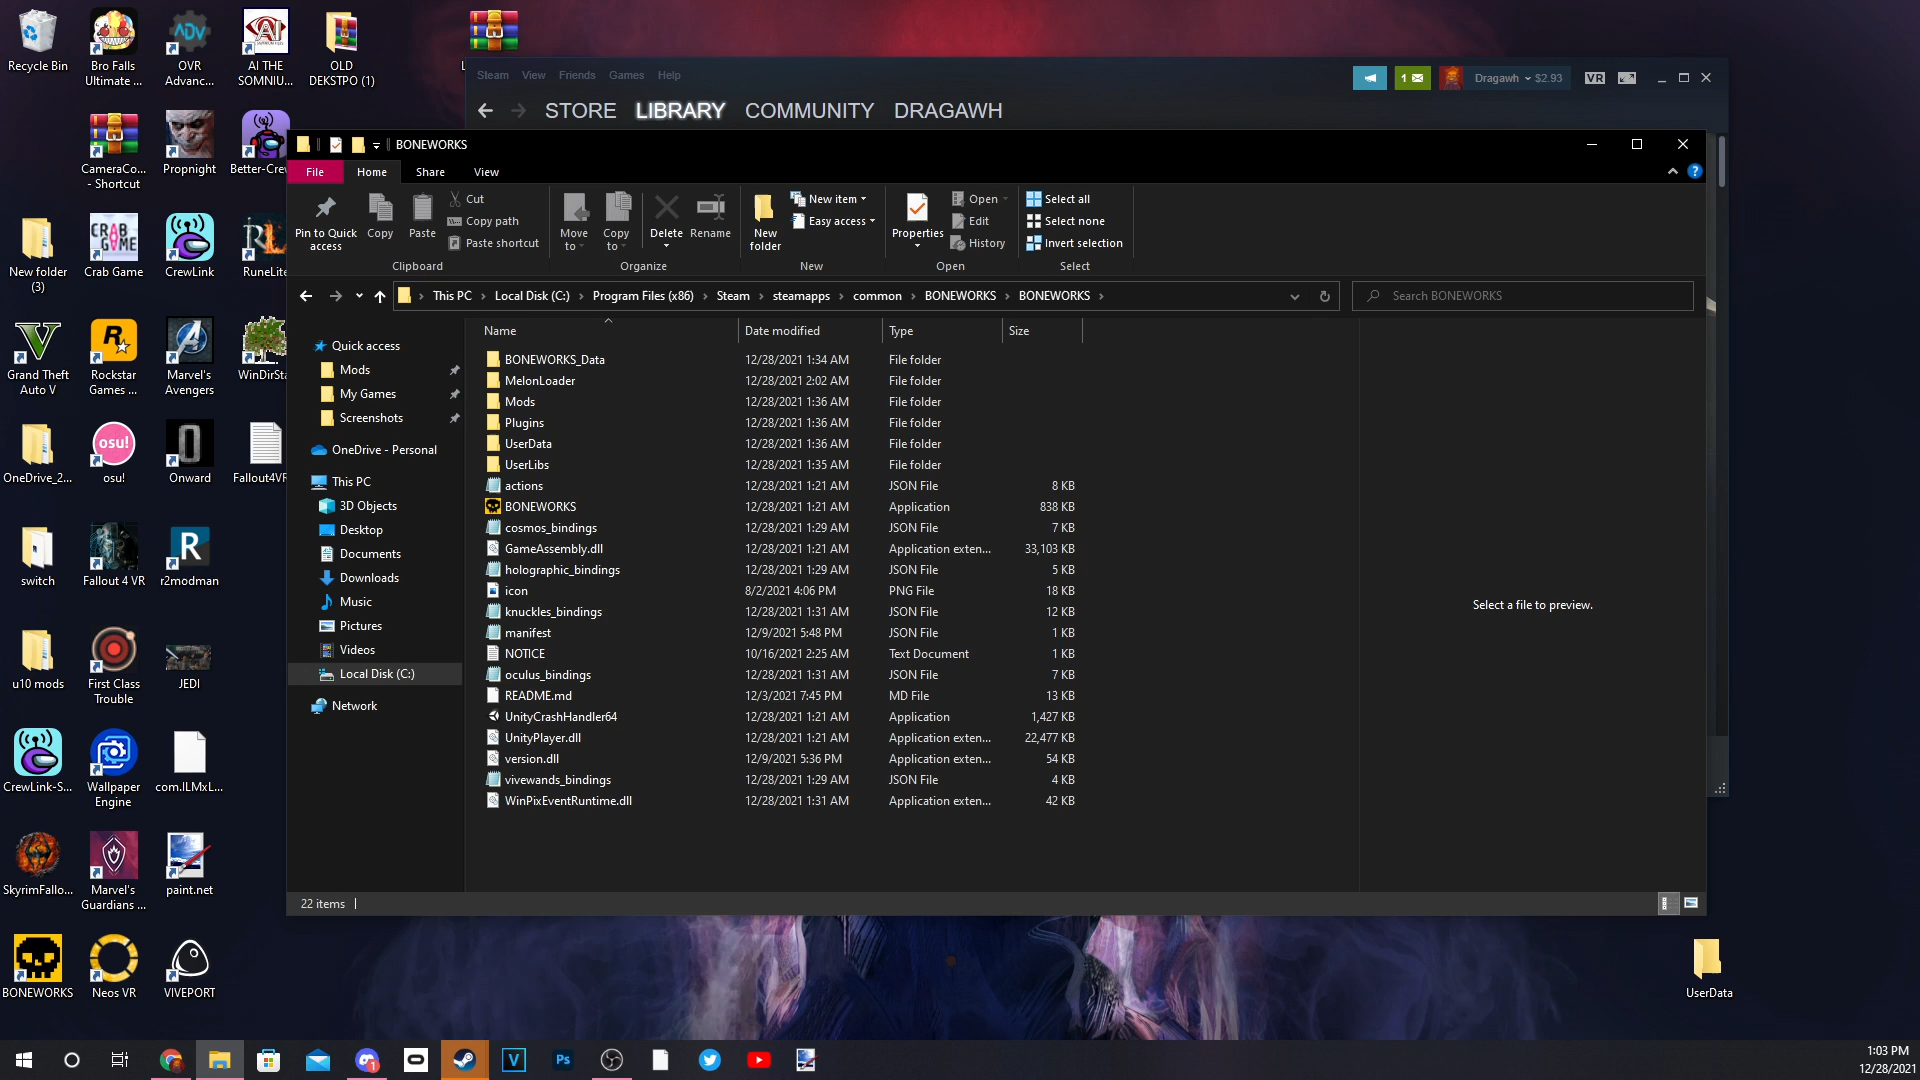 Recycle Bin
Bro Falls
Ultimate ...
OVR
Advanc...
AI THE
SOMNIU...
OLD
DEKSTPO (1)
CameraCo...
- Shortcut
Propnight
Better-Crew
New folder
(3)
Crab Game
CrewLink
RuneLite
Grand Theft
Auto V
Rockstar
Games ...
Marvel's
Avengers
WinDirSta
OneDrive_2...
osu!
Onward
Fallout4VR
switch
Fallout 4 VR
r2modman
u10 mods
First Class
Trouble
JEDI
CrewLink-S...
Wallpaper
Engine
com.ILMxL...
SkyrimFallo...
Marvel's
Guardians ...
paint.net
BONEWORKS
Neos VR
VIVEPORT
UserData
Steam View Friends Games Help
1
Dragawh $2.93
VR
STORE LIBRARY COMMUNITY DRAGAWH
BONEWORKS
File Home Share View
Pin to Quick
access
Copy
Paste
Cut
Copy path
Paste shortcut
Clipboard
Move
to
Copy
to
Delete
Rename
Organize
New
folder
New item
Easy access
New
Properties
Open
Edit
History
Open
Select all
Select none
Invert selection
Select
This PC > Local Disk (C:) > Program Files (x86) > Steam > steamapps > common > BONEWORKS > BONEWORKS >
Search BONEWORKS
Quick access
Mods
My Games
Screenshots
OneDrive - Personal
This PC
3D Objects
Desktop
Documents
Downloads
Music
Pictures
Videos
Local Disk (C:)
Network
Name Date modified Type Size
BONEWORKS_Data 12/28/2021 1:34 AM File folder
MelonLoader 12/28/2021 2:02 AM File folder
Mods 12/28/2021 1:36 AM File folder
Plugins 12/28/2021 1:36 AM File folder
UserData 12/28/2021 1:36 AM File folder
UserLibs 12/28/2021 1:35 AM File folder
actions 12/28/2021 1:21 AM JSON File 8 KB
BONEWORKS 12/28/2021 1:21 AM Application 838 KB
cosmos_bindings 12/28/2021 1:29 AM JSON File 7 KB
GameAssembly.dll 12/28/2021 1:21 AM Application exten... 33,103 KB
holographic_bindings 12/28/2021 1:29 AM JSON File 5 KB
icon 8/2/2021 4:06 PM PNG File 18 KB
knuckles_bindings 12/28/2021 1:31 AM JSON File 12 KB
manifest 12/9/2021 5:48 PM JSON File 1 KB
NOTICE 10/16/2021 2:25 AM Text Document 1 KB
oculus_bindings 12/28/2021 1:31 AM JSON File 7 KB
README.md 12/3/2021 7:45 PM MD File 13 KB
UnityCrashHandler64 12/28/2021 1:21 AM Application 1,427 KB
UnityPlayer.dll 12/28/2021 1:21 AM Application exten... 22,477 KB
version.dll 12/9/2021 5:36 PM Application exten... 54 KB
vivewands_bindings 12/28/2021 1:29 AM JSON File 4 KB
WinPixEventRuntime.dll 12/28/2021 1:31 AM Application exten... 42 KB
Select a file to preview.
22 items
1:03 PM
12/28/2021